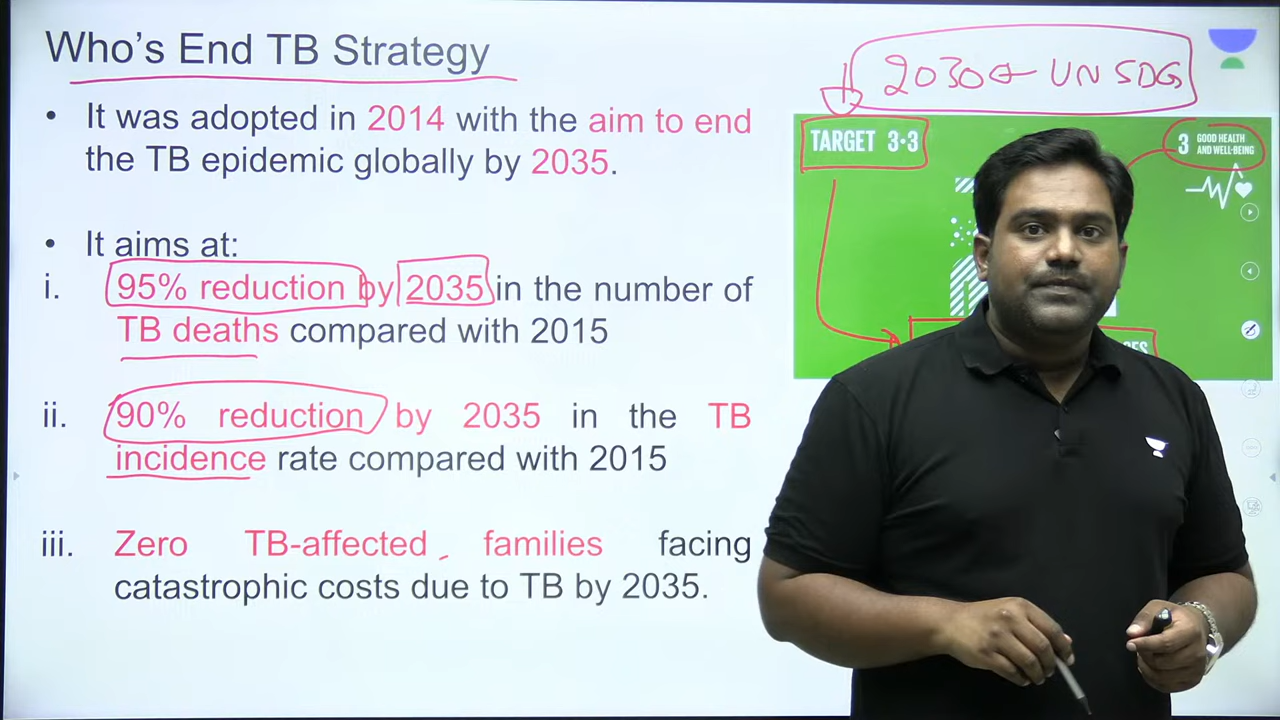 Who's End TB Strategy
• It was adopted in 2014 with the aim to end
the TB epidemic globally by 2035.
• It aims at:
i. 95% reduction by 2035 in the number of
TB deaths compared with 2015
ii. 90% reduction by 2035 in the TB
incidence rate compared with 2015
iii. Zero TB-affected families facing
catastrophic costs due to TB by 2035.
2030 ← UN SDG
TARGET 3·3
3 GOOD HEALTH
AND WELL-BEING